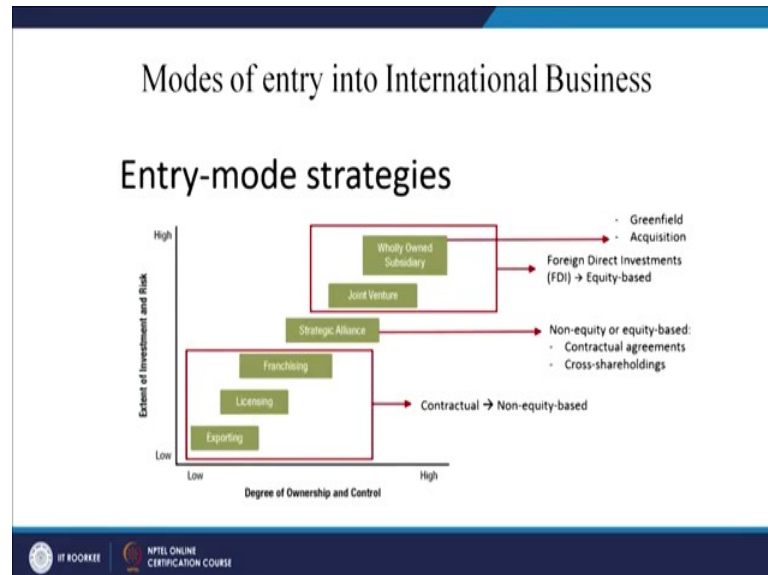 Modes of entry into International Business
Entry-mode strategies
High
Extent of Investment and Risk
Low
Wholly Owned
Subsidiary
Joint Venture
Strategic Alliance
Franchising
Licensing
Exporting
Low
High
Degree of Ownership and Control
- Greenfield
- Acquisition
Foreign Direct Investments
(FDI) → Equity-based
Non-equity or equity-based:
- Contractual agreements
- Cross-shareholdings
Contractual → Non-equity-based
IIT ROORKEE
NPTEL ONLINE
CERTIFICATION COURSE